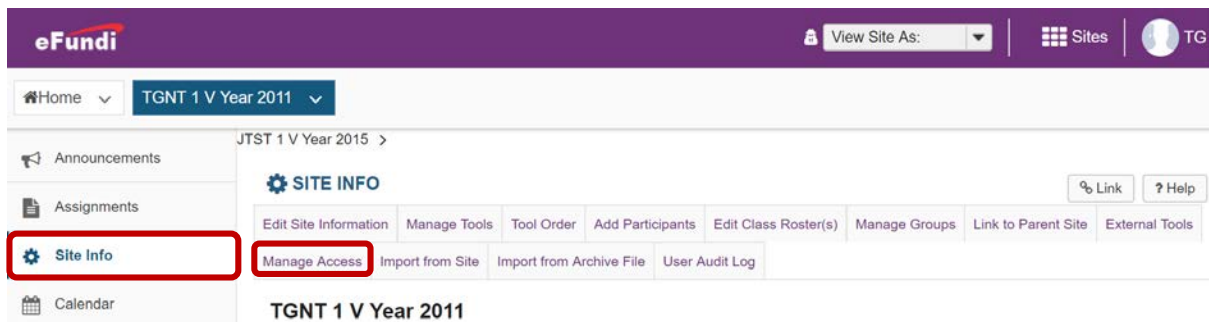 eFundi
View Site As:
Sites
TG
Home
TGNT 1 V Year 2011
Announcements
Assignments
Site Info
Calendar
JTST 1 V Year 2015 >
SITE INFO
Link
? Help
Edit Site Information Manage Tools Tool Order Add Participants Edit Class Roster(s) Manage Groups Link to Parent Site External Tools
Manage Access Import from Site Import from Archive File User Audit Log
TGNT 1 V Year 2011